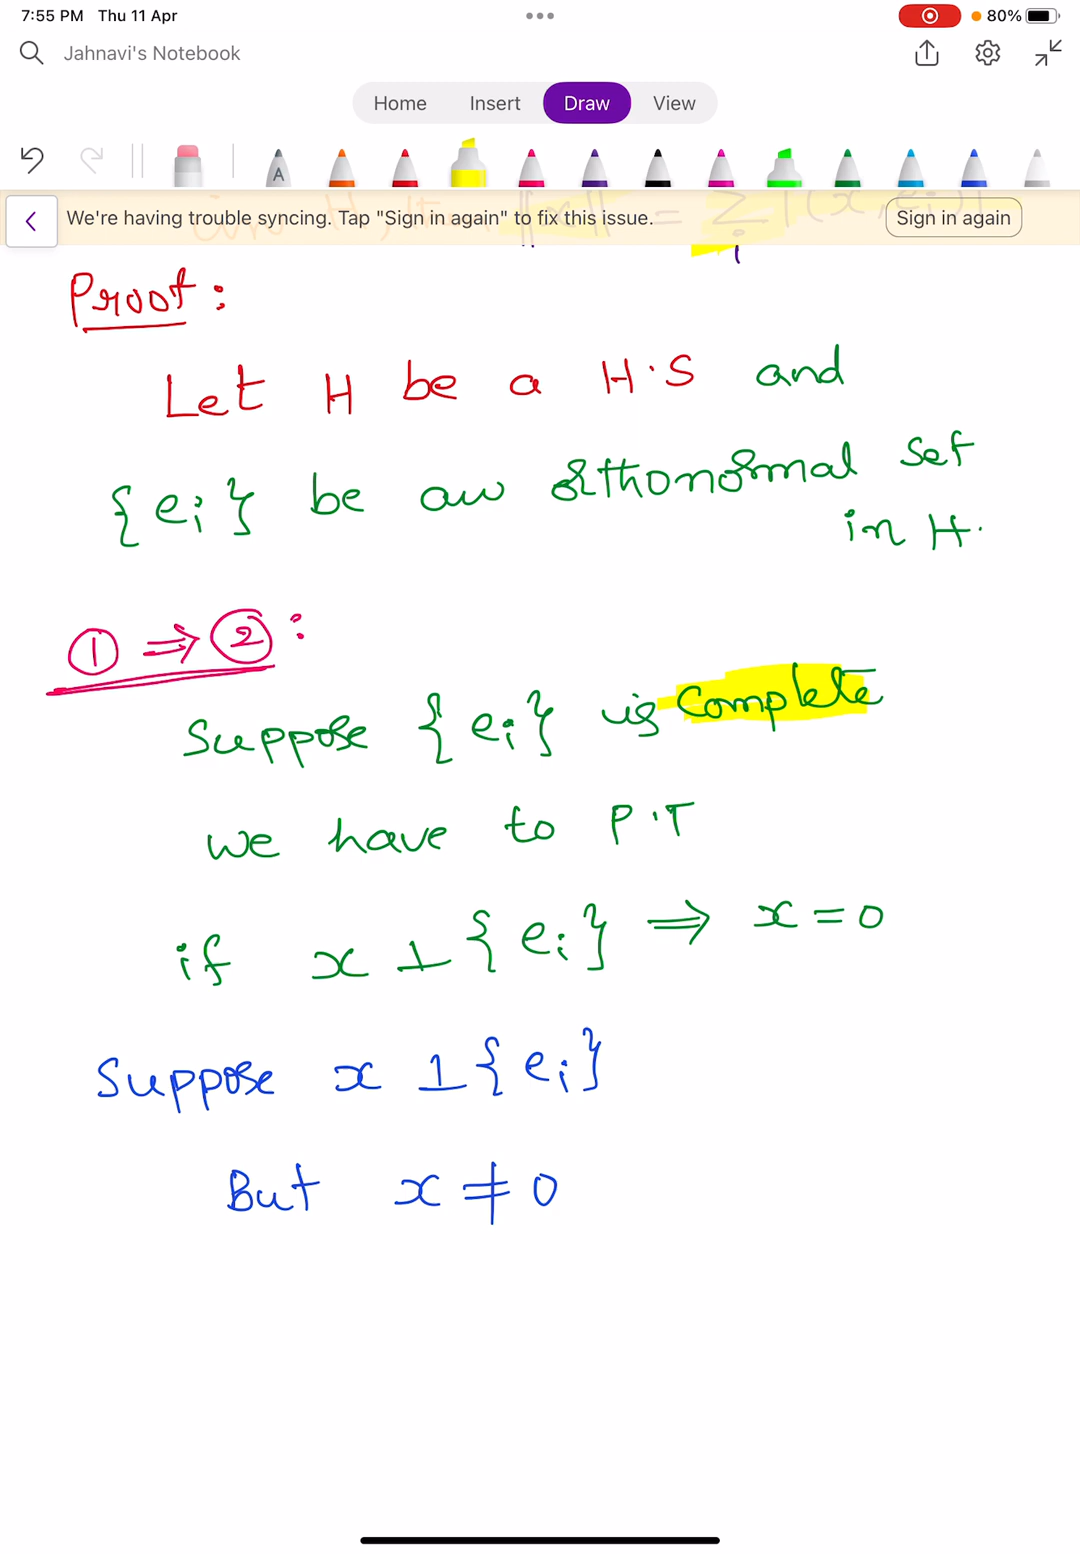 7:55 PM Thu 11 Apr
80%
Jahnavi's Notebook
Home Insert Draw View
A
We're having trouble syncing. Tap "Sign in again" to fix this issue. Sign in again
Proof:
Let H be a H.S and
{ei} be an orthonormal set
in H.
① ⇒ ② :
Suppose {ei} is Complete
we have to P.T
if x ⊥ {ei} ⇒ x = 0
Suppose x ⊥ {ei}
But x ≠ 0